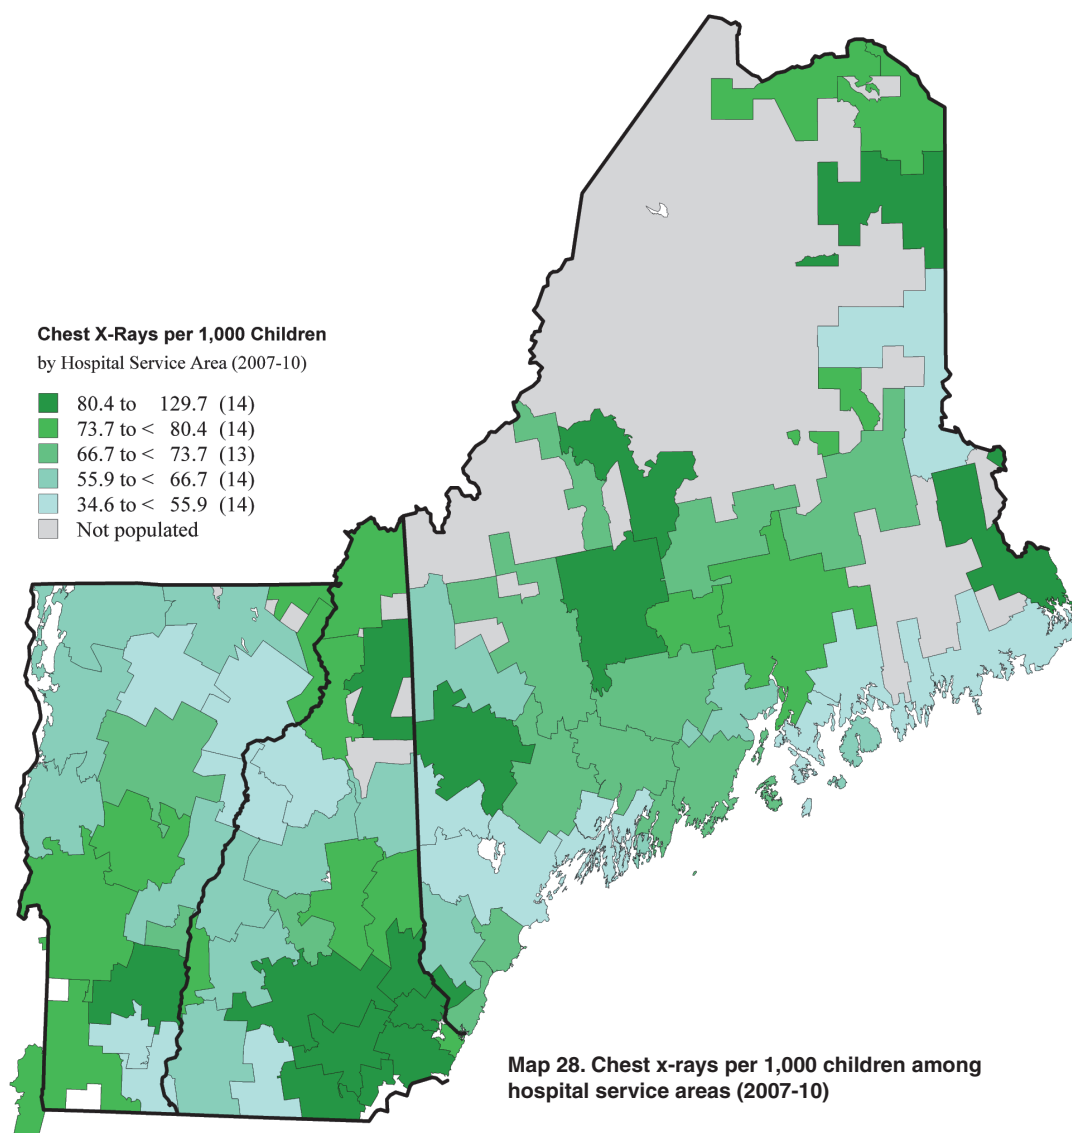 Chest X-Rays per 1,000 Children
by Hospital Service Area (2007-10)
80.4 to 129.7 (14)
73.7 to < 80.4 (14)
66.7 to < 73.7 (13)
55.9 to < 66.7 (14)
34.6 to < 55.9 (14)
Not populated
Map 28. Chest x-rays per 1,000 children among
hospital service areas (2007-10)